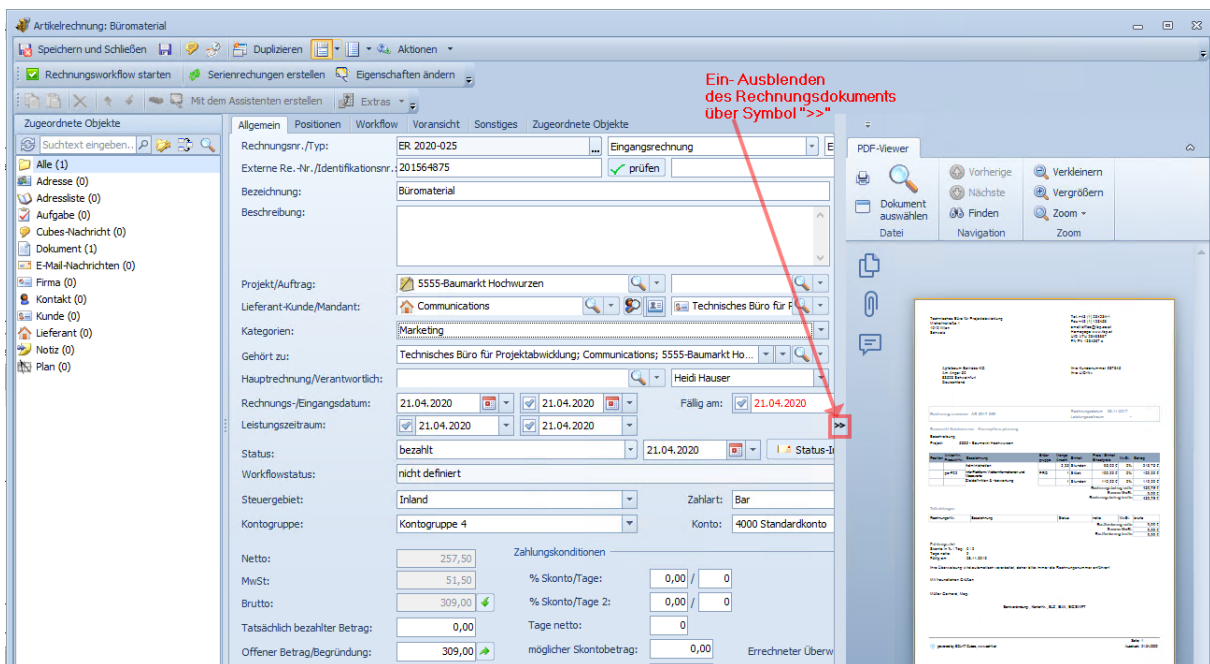 Artikelrechnung: Büromaterial
Speichern und Schließen Duplizieren Aktionen
Rechnungsworkflow starten Serienrechungen erstellen Eigenschaften ändern
Mit dem Assistenten erstellen Extras
Ein- Ausblenden
des Rechnungsdokuments
über Symbol ">>"
Zugeordnete Objekte
Suchtext eingeben..
Alle (1)
Adresse (0)
Adressliste (0)
Aufgabe (0)
Cubes-Nachricht (0)
Dokument (1)
E-Mail-Nachrichten (0)
Firma (0)
Kontakt (0)
Kunde (0)
Lieferant (0)
Notiz (0)
Plan (0)
Allgemein Positionen Workflow Voransicht Sonstiges Zugeordnete Objekte
Rechnungsnr./Typ: ER 2020-025 ... Eingangsrechnung E
Externe Re.-Nr./Identifikationsnr.: 201564875 prüfen
Bezeichnung: Büromaterial
Beschreibung:
Projekt/Auftrag: 5555-Baumarkt Hochwurzen
Lieferant-Kunde/Mandant: Communications Technisches Büro für P
Kategorien: Marketing
Gehört zu: Technisches Büro für Projektabwicklung; Communications; 5555-Baumarkt Ho...
Hauptrechnung/Verantwortlich: Heidi Hauser
Rechnungs-/Eingangsdatum: 21.04.2020 21.04.2020 Fällig am: 21.04.2020
Leistungszeitraum: 21.04.2020 21.04.2020 >>
Status: bezahlt 21.04.2020 Status-I
Workflowstatus: nicht definiert
Steuergebiet: Inland Zahlart: Bar
Kontogruppe: Kontogruppe 4 Konto: 4000 Standardkonto
Netto: 257,50 Zahlungskonditionen
MwSt: 51,50 % Skonto/Tage: 0,00 / 0
Brutto: 309,00 % Skonto/Tage 2: 0,00 / 0
Tatsächlich bezahlter Betrag: 0,00 Tage netto: 0
Offener Betrag/Begründung: 309,00 möglicher Skontobetrag: 0,00 Errechneter Überw
PDF-Viewer
Dokument auswählen
Datei
Vorherige
Nächste
Finden
Navigation
Verkleinern
Vergrößern
Zoom
Zoom